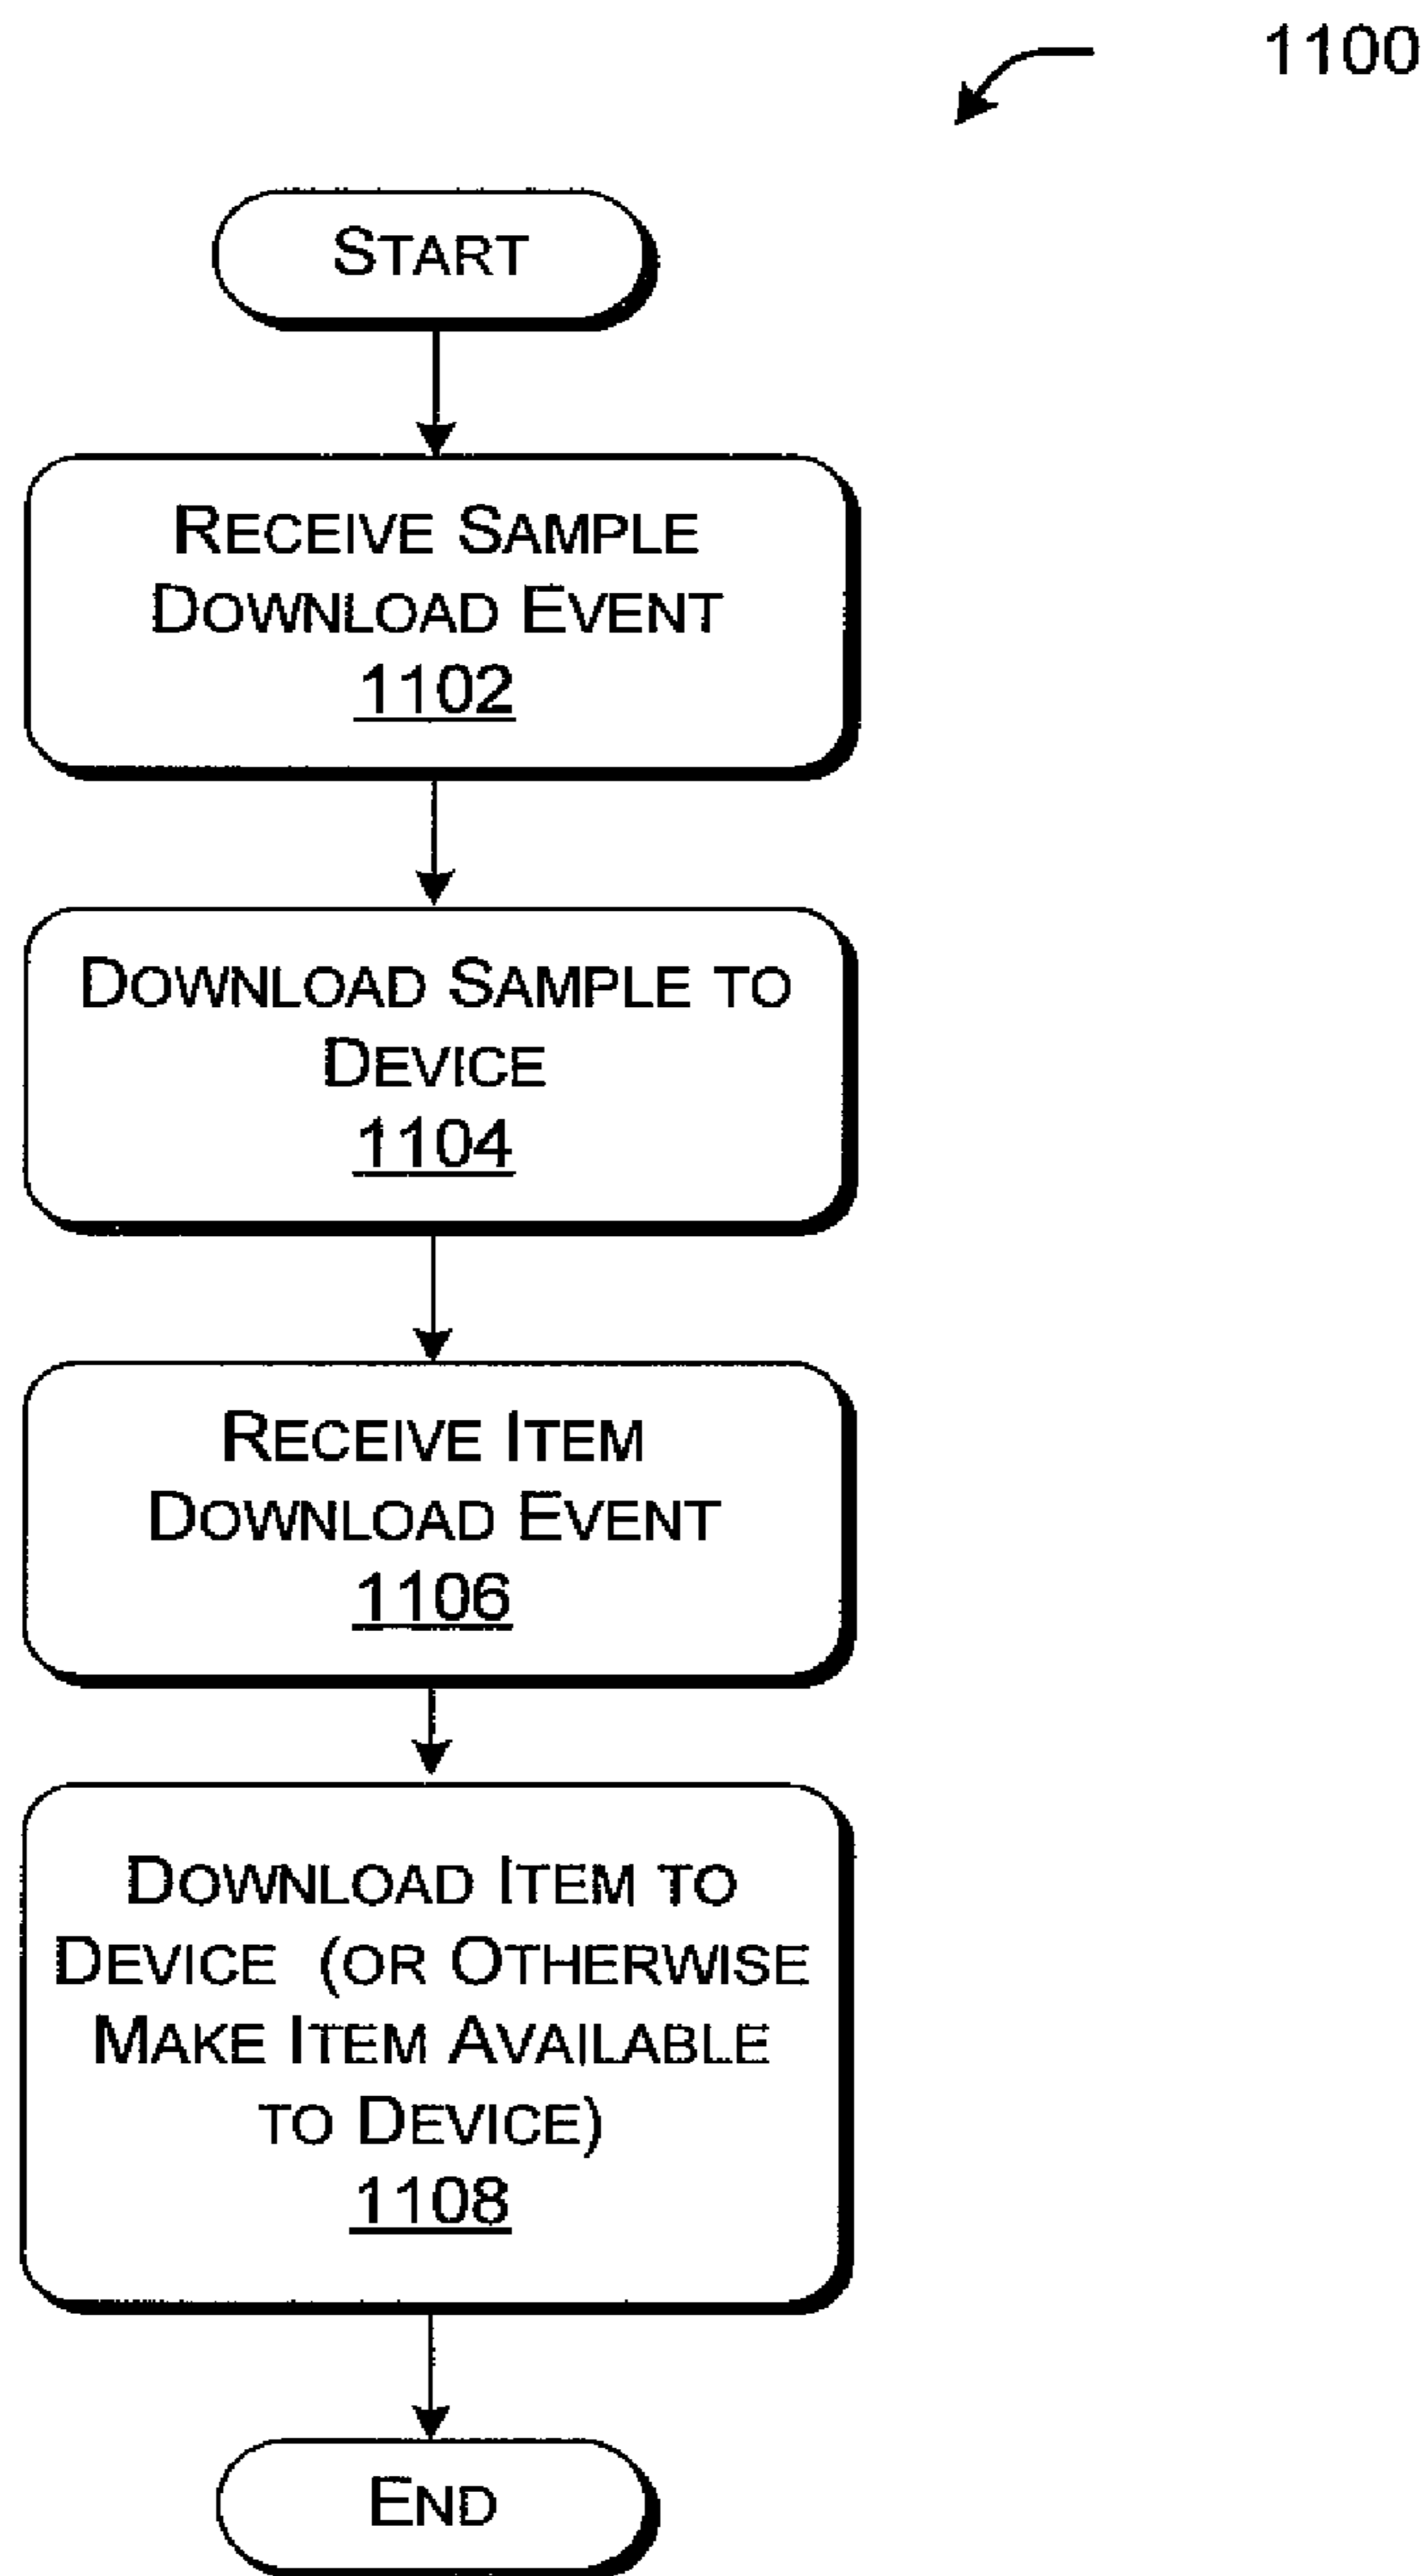 1100
START
RECEIVE SAMPLE
DOWNLOAD EVENT
1102
DOWNLOAD SAMPLE TO
DEVICE
1104
RECEIVE ITEM
DOWNLOAD EVENT
1106
DOWNLOAD ITEM TO
DEVICE (OR OTHERWISE
MAKE ITEM AVAILABLE
TO DEVICE)
1108
END